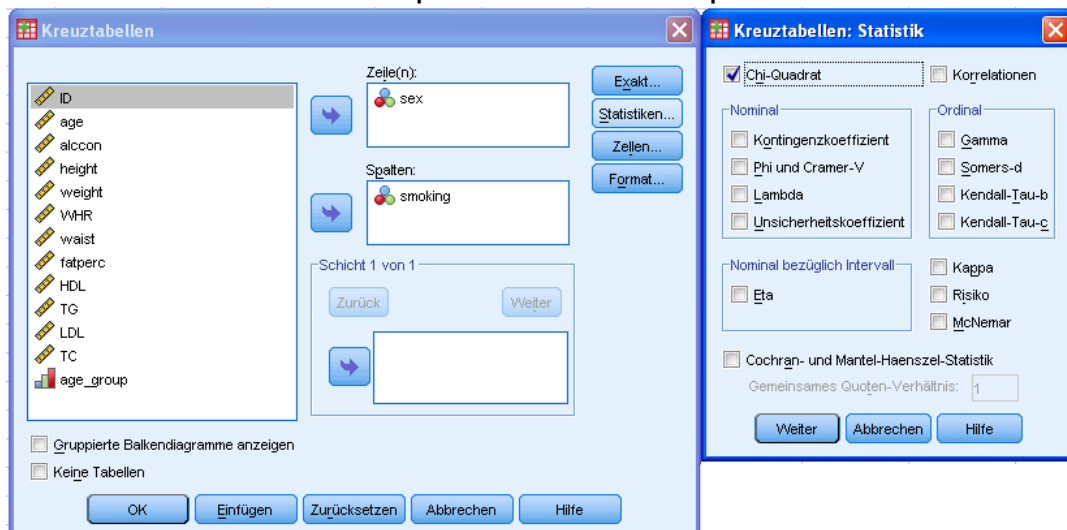 Kreuztabellen
ID
age
alccon
height
weight
WHR
waist
fatperc
HDL
TG
LDL
TC
age_group
Zeile(n):
sex
Spalten:
smoking
Schicht 1 von 1
Zurück Weiter
Exakt...
Statistiken...
Zellen...
Format...
Gruppierte Balkendiagramme anzeigen
Keine Tabellen
OK Einfügen Zurücksetzen Abbrechen Hilfe
Kreuztabellen: Statistik
Chi-Quadrat Korrelationen
Nominal
Kontingenzkoeffizient
Phi und Cramer-V
Lambda
Unsicherheitskoeffizient
Ordinal
Gamma
Somers-d
Kendall-Tau-b
Kendall-Tau-c
Nominal bezüglich Intervall
Eta
Kappa
Risiko
McNemar
Cochran- und Mantel-Haenszel-Statistik
Gemeinsames Quoten-Verhältnis: 1
Weiter Abbrechen Hilfe